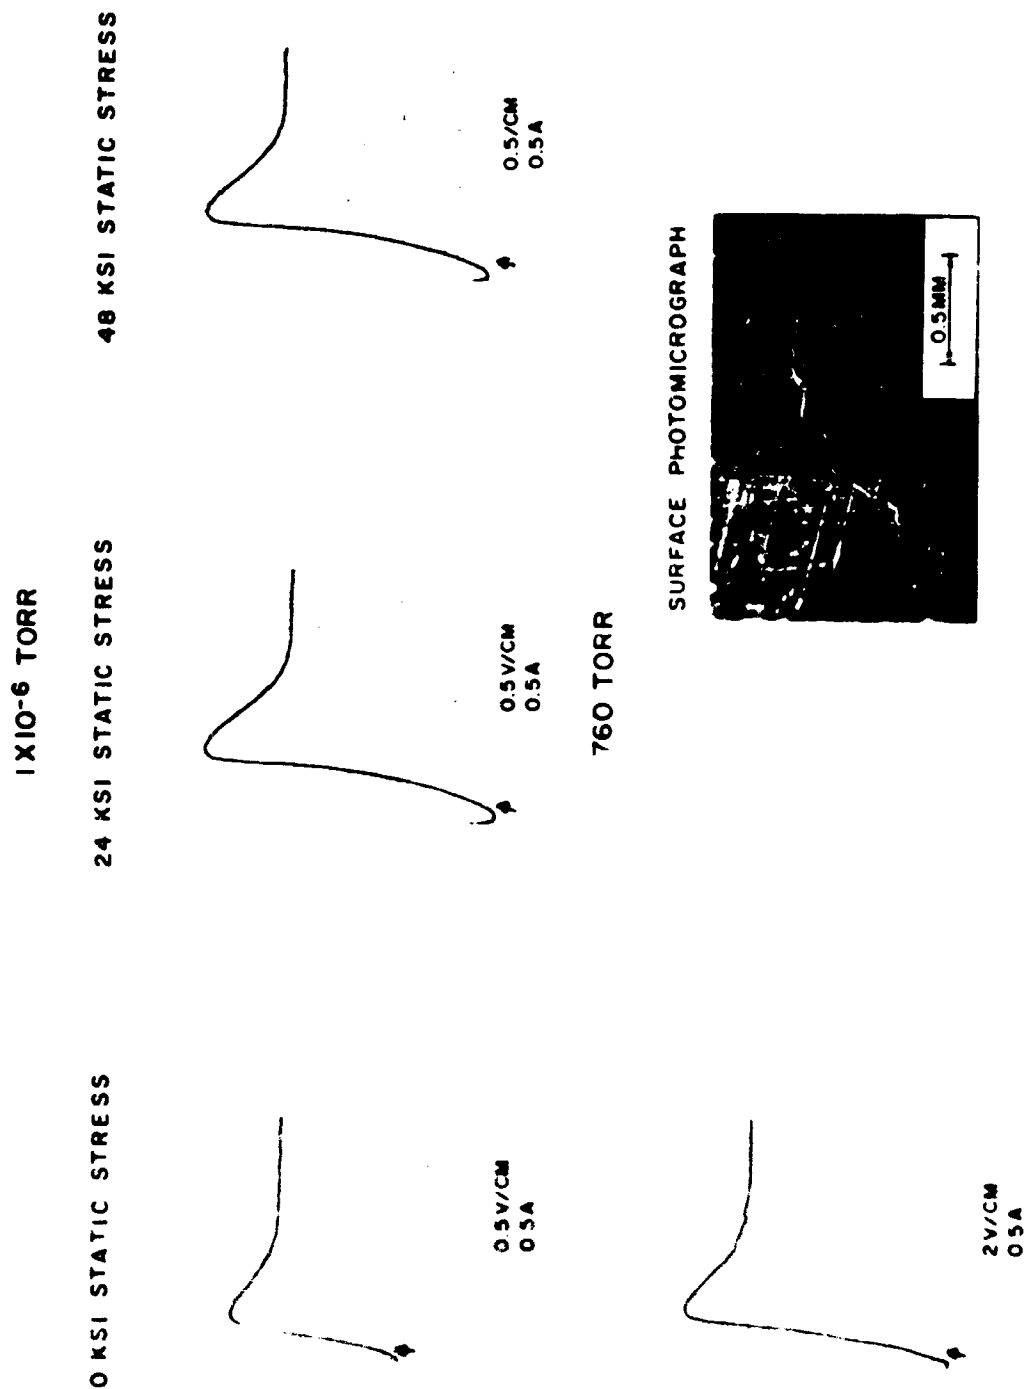 1X10-6 TORR
0 KSI STATIC STRESS
24 KSI STATIC STRESS
48 KSI STATIC STRESS
0.5V/CM
0.5A
0.5V/CM
0.5A
0.5/CM
0.5A
760 TORR
SURFACE PHOTOMICROGRAPH
0.5MM
2V/CM
0.5A